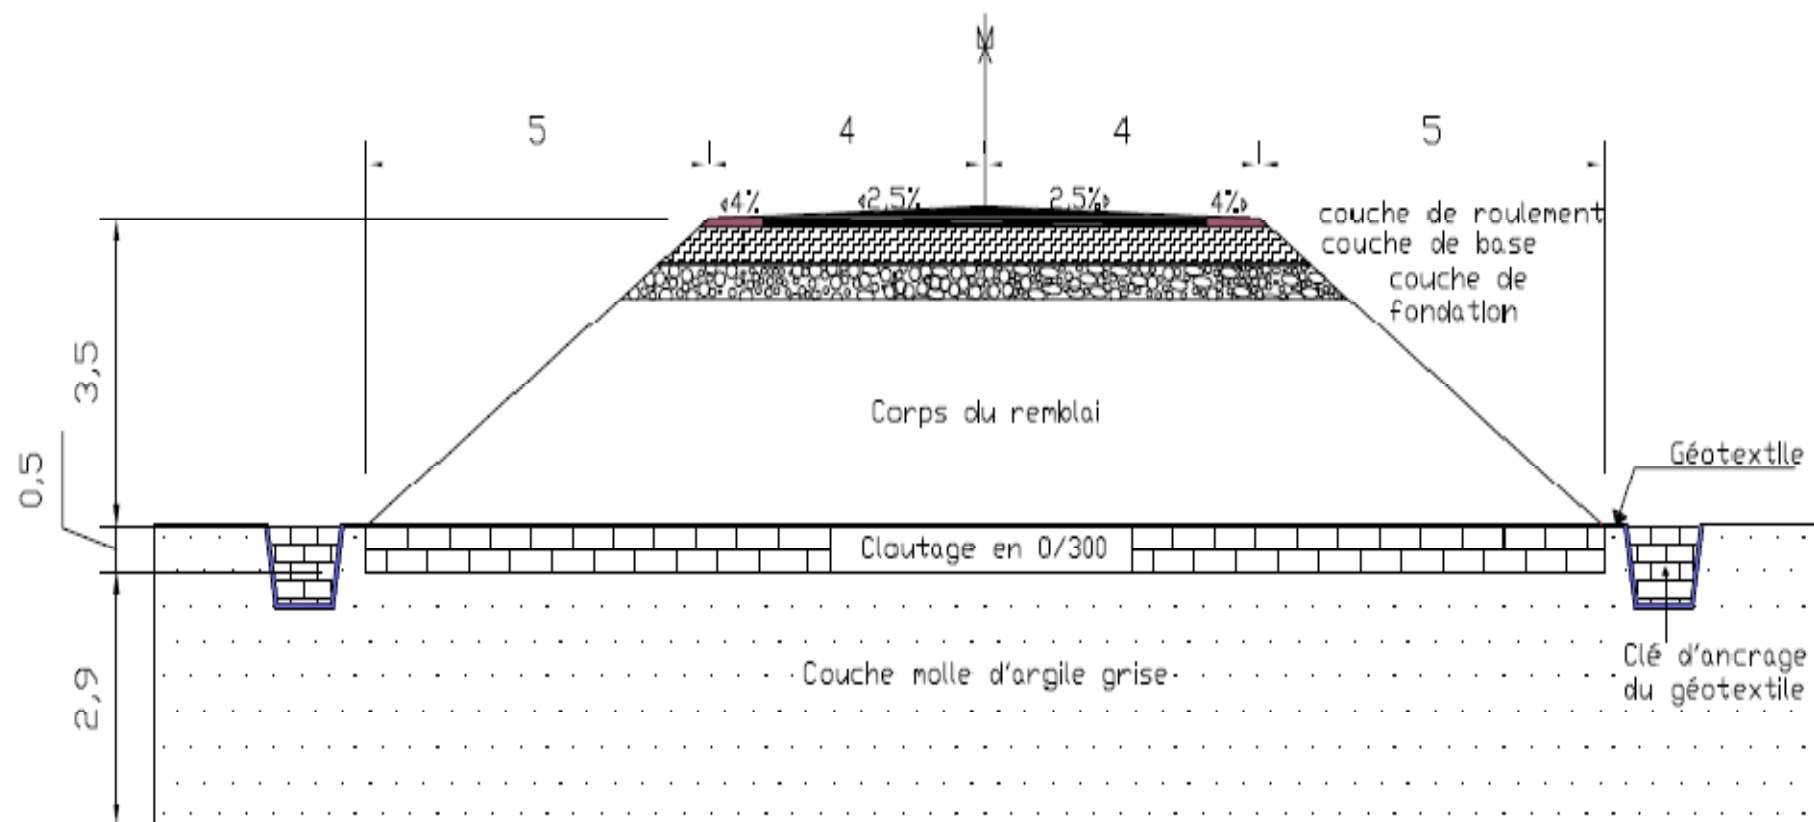 M
5 4 4 5
4% 2,5% 2,5% 4%
couche de roulement
couche de base
couche de
fondation
3,5
Corps du remblai
Géotextile
0,5
Cloutage en 0/300
Clé d'ancrage
du géotextile
Couche molle d'argile grise
2,9